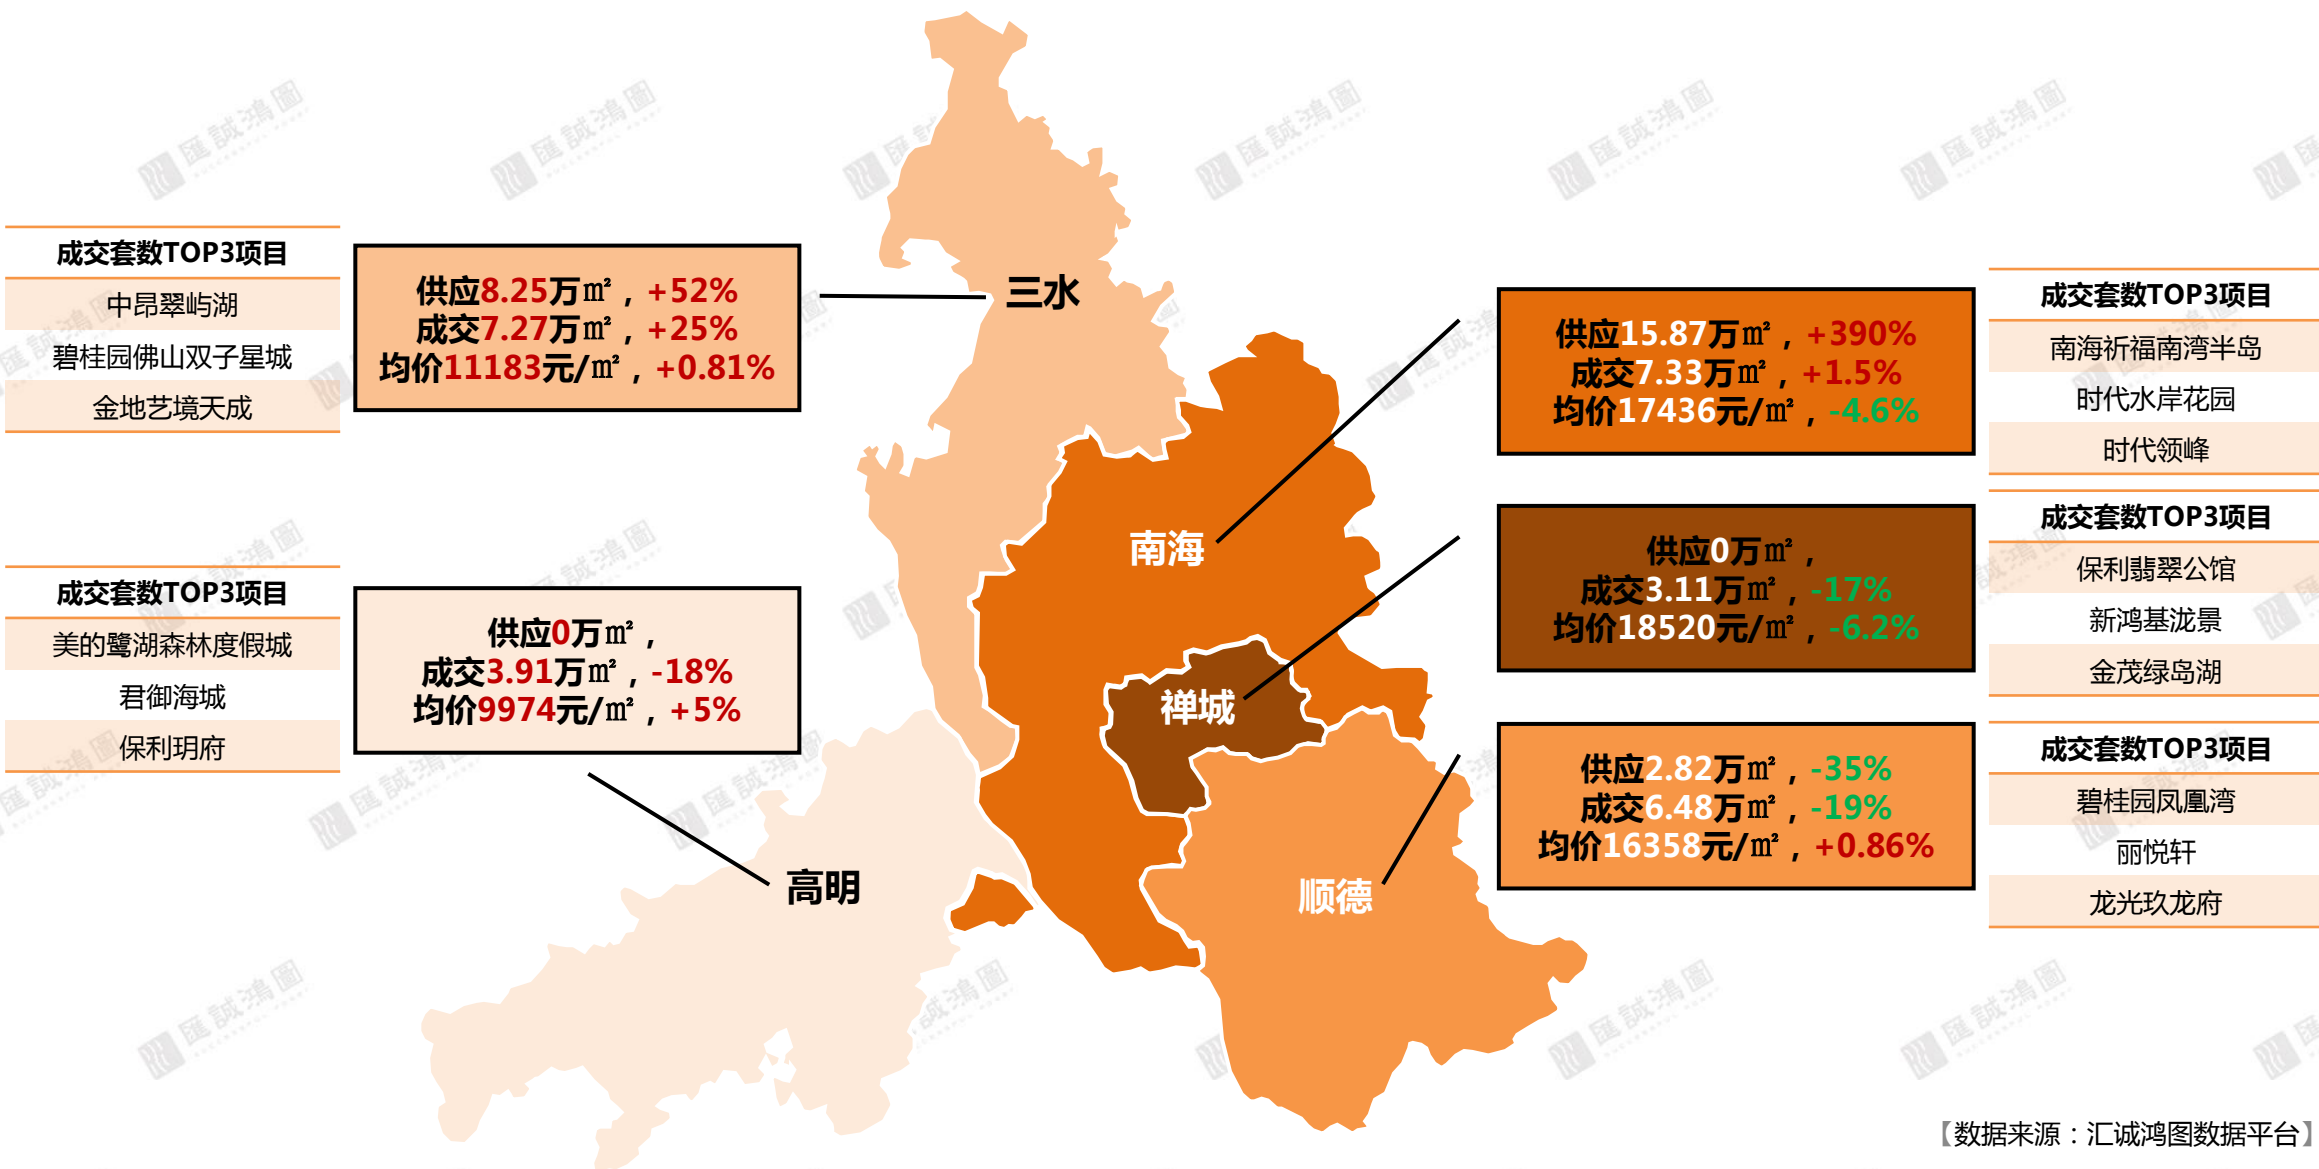 成交套数TOP3项目
中昂翠屿湖
碧桂园佛山双子星城
金地艺境天成
供应8.25万㎡，+52%
成交7.27万㎡，+25%
均价11183元/㎡，+0.81%
三水
成交套数TOP3项目
美的鹭湖森林度假城
君御海城
保利玥府
供应0万㎡，
成交3.91万㎡，-18%
均价9974元/㎡，+5%
高明
南海
供应15.87万㎡，+390%
成交7.33万㎡，+1.5%
均价17436元/㎡，-4.6%
成交套数TOP3项目
南海祈福南湾半岛
时代水岸花园
时代领峰
禅城
供应0万㎡，
成交3.11万㎡，-17%
均价18520元/㎡，-6.2%
成交套数TOP3项目
保利翡翠公馆
新鸿基泷景
金茂绿岛湖
顺德
供应2.82万㎡，-35%
成交6.48万㎡，-19%
均价16358元/㎡，+0.86%
成交套数TOP3项目
碧桂园凤凰湾
丽悦轩
龙光玖龙府
【数据来源：汇诚鸿图数据平台】
匯誠鴻圖